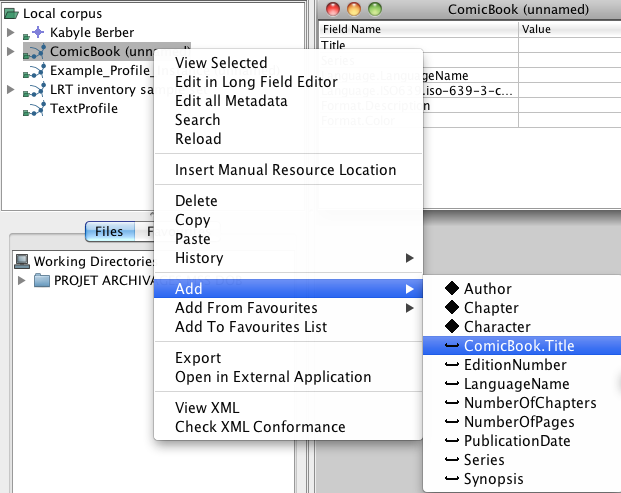 Local corpus
Kabyle Berber
ComicBook (unnamed)
Example_Profile_
LRT inventory
TextProfile
ComicBook (unnamed)
Field Name Value
Title
Series
LanguageName
iso-639-3-c...
Format.Description
Format.Color
View Selected
Edit in Long Field Editor
Edit all Metadata
Search
Reload
Insert Manual Resource Location
Delete
Copy
Paste
History
Add
Add From Favourites
Add To Favourites List
Export
Open in External Application
View XML
Check XML Conformance
Files
Working Directories
PROJET ARCHIVA
Author
Chapter
Character
ComicBook.Title
EditionNumber
LanguageName
NumberOfChapters
NumberOfPages
PublicationDate
Series
Synopsis